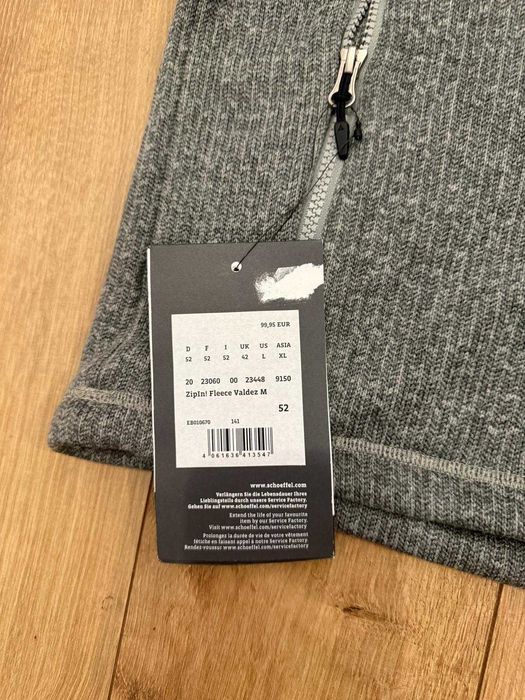 99,95 EUR
D F I UK US ASIA
52 52 52 42 L XL
20 23060 00 23448 9150
ZipIn! Fleece Valdez M
52
EB010670 141
4 061636 413547
www.schoeffel.com
Verlängern Sie die Lebensdauer Ihres
Lieblingsteils durch unsere Service Factory.
Gehen Sie auf www.schoeffel.com/servicefactory
Extend the life of your favourite
item by our Service Factory.
Visit www.schoeffel.com/servicefactory
Prolongez la durée de vie de votre vêtement
fétiche en faisant appel à notre Service Factory.
Rendez-vousseur www.schoeffel.com/servicefactory